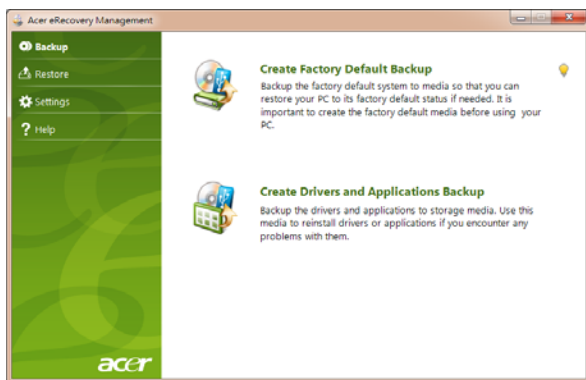 Acer eRecovery Management
Backup
Restore
Settings
? Help
Create Factory Default Backup
Backup the factory default system to media so that you can
restore your PC to its factory default status if needed. It is
important to create the factory default media before using your
PC.
Create Drivers and Applications Backup
Backup the drivers and applications to storage media. Use this
media to reinstall drivers or applications if you encounter any
problems with them.
acer